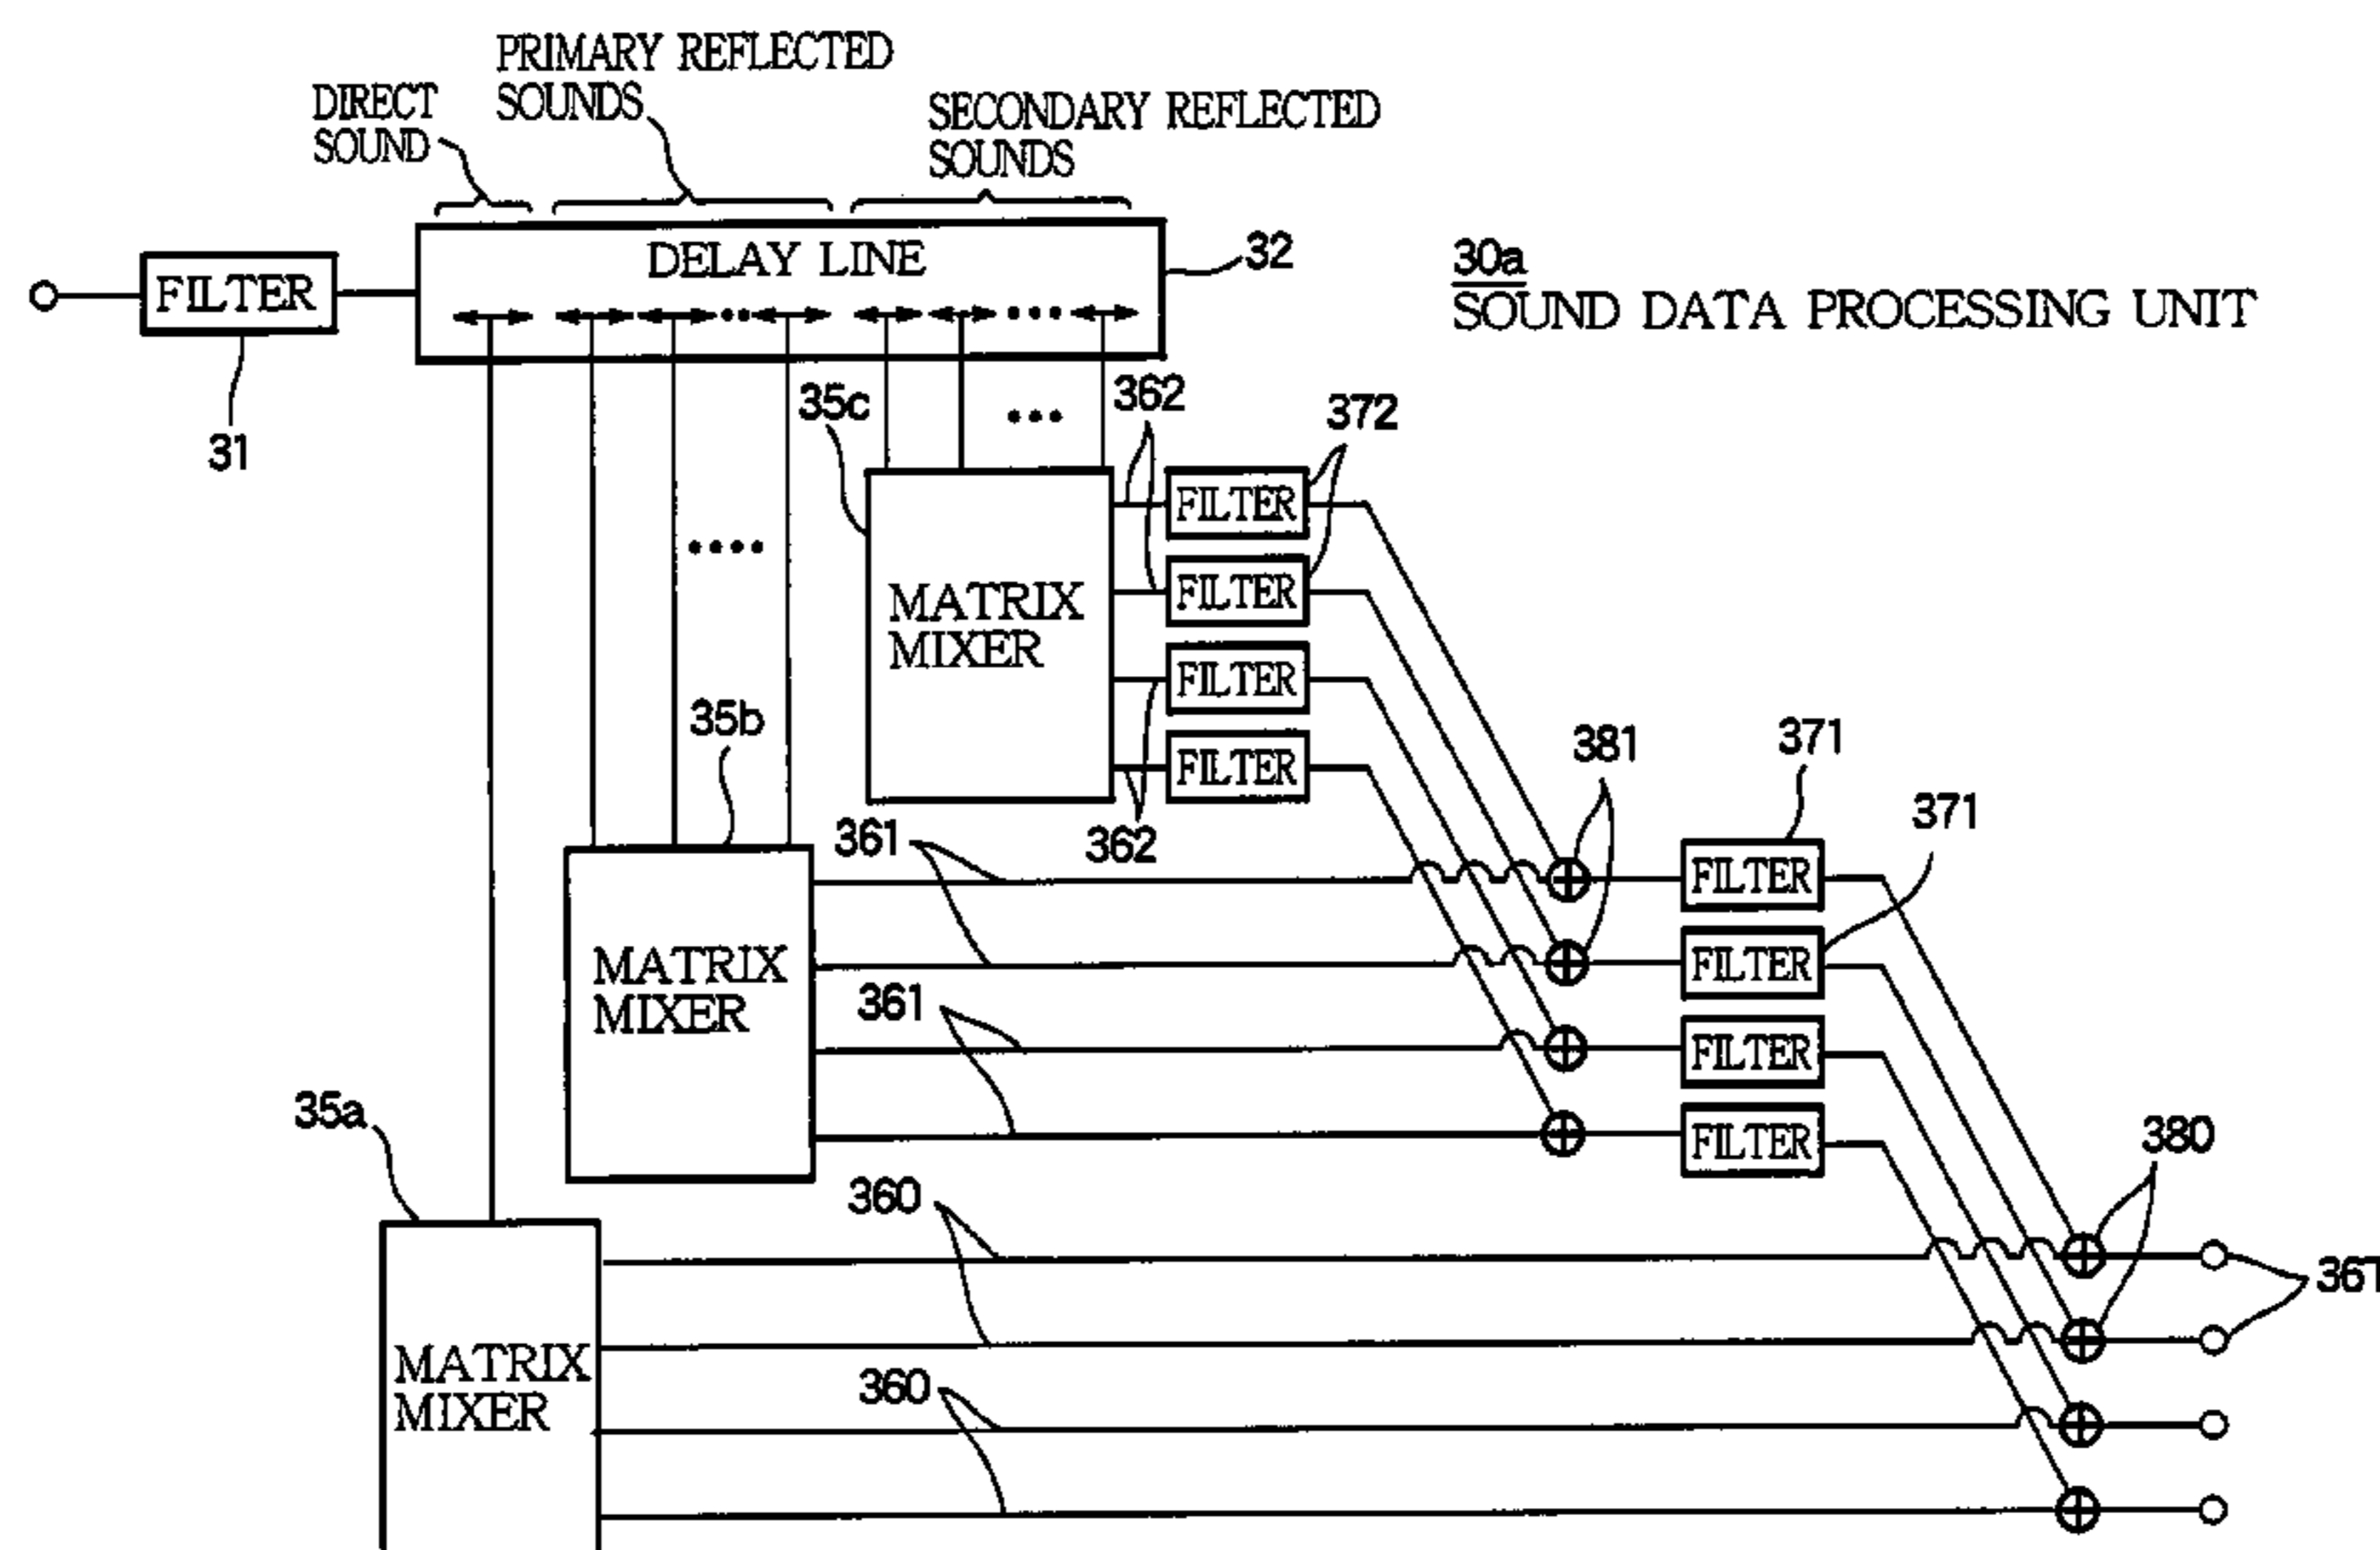 PRIMARY REFLECTED
SOUNDS
DIRECT
SOUND
SECONDARY REFLECTED
SOUNDS
DELAY LINE
32
30a
SOUND DATA PROCESSING UNIT
FILTER
31
35c
362
372
FILTER
FILTER
FILTER
FILTER
MATRIX
MIXER
362
35b
381
371
371
361
FILTER
FILTER
FILTER
FILTER
MATRIX
MIXER
361
35a
380
360
MATRIX
MIXER
360